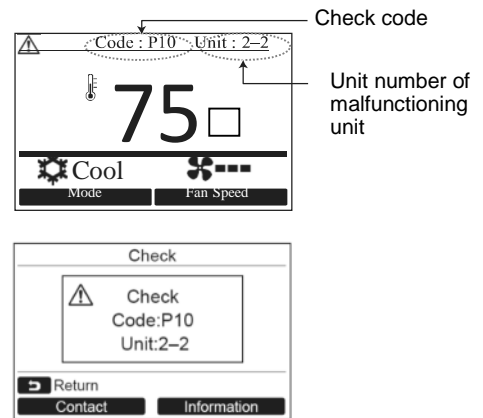 Check code
Code : P10 Unit : 2–2
Unit number of
malfunctioning
unit
75
Cool
Mode Fan Speed
Check
Check
Code:P10
Unit:2–2
Return
Contact Information